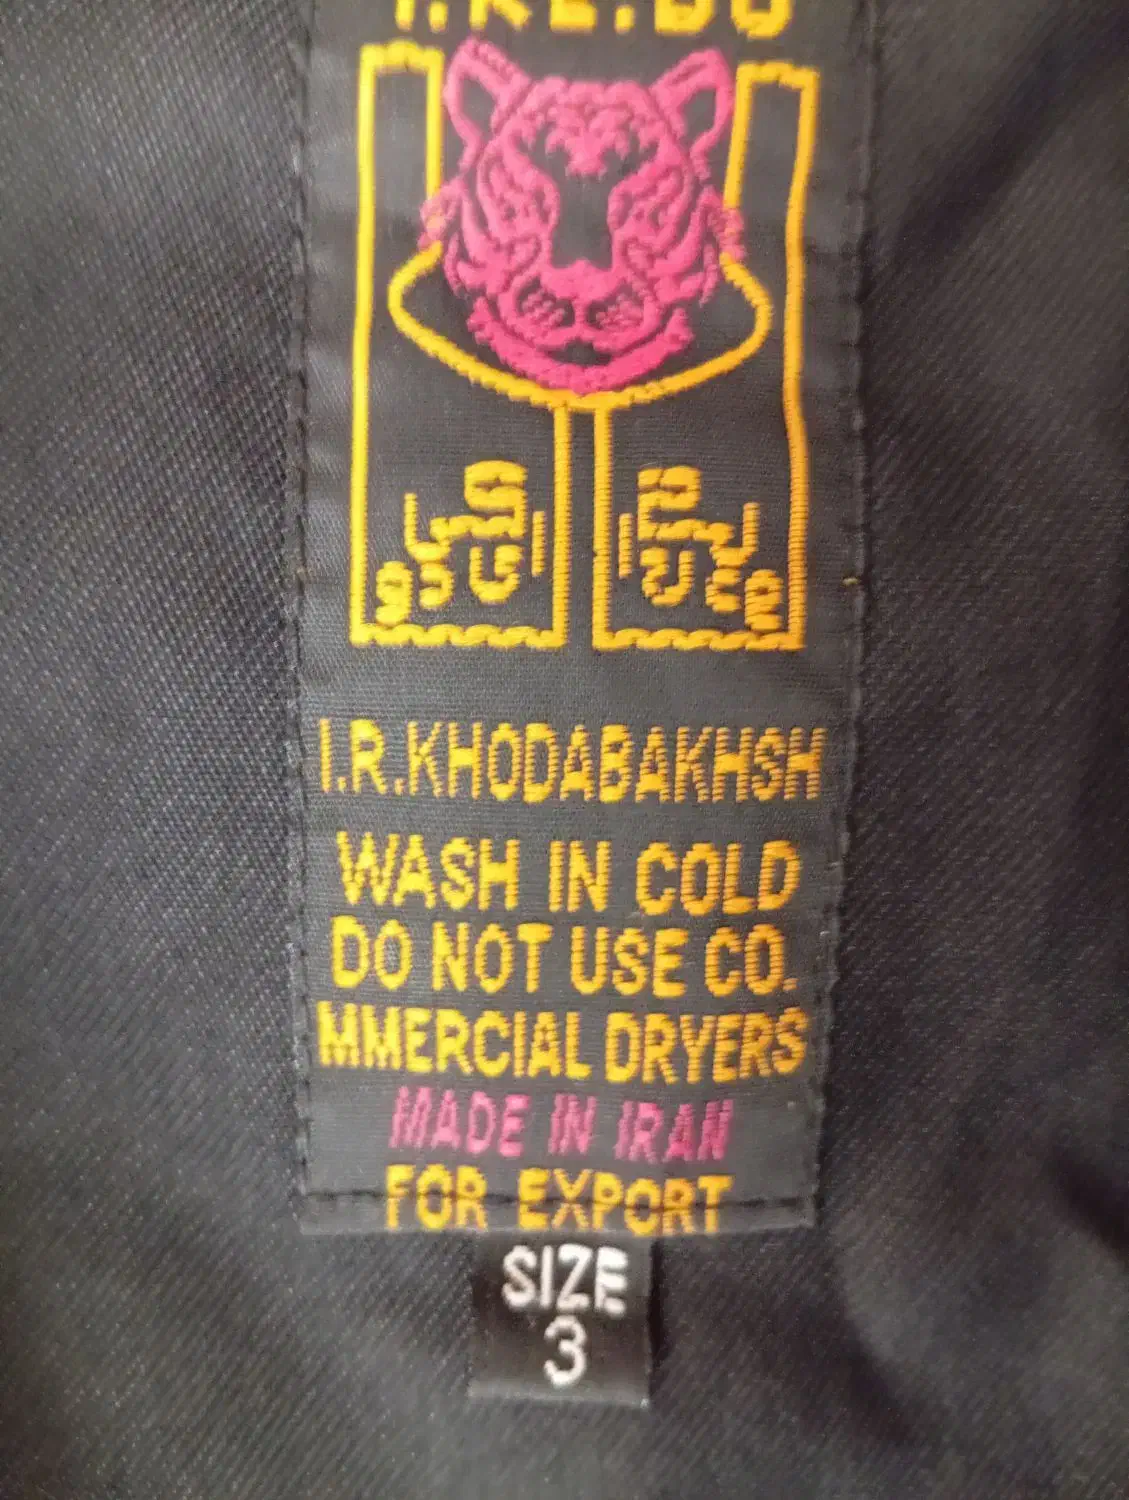 I.R.KHODABAKHSH
WASH IN COLD
DO NOT USE CO.
MMERCIAL DRYERS
MADE IN IRAN
FOR EXPORT
SIZE
3